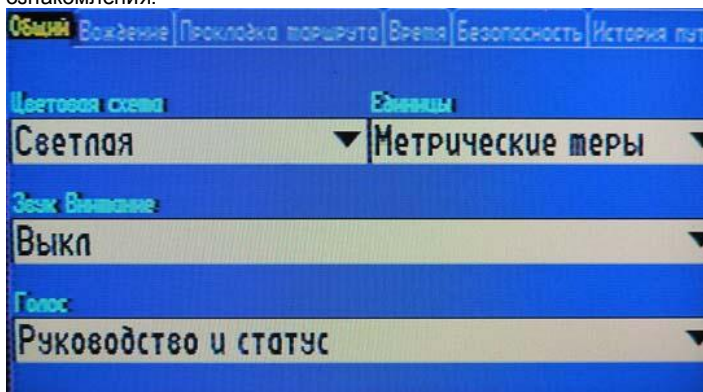 ознакомления.
Общий Вождение Прокладка маршрута Время Безопасность История пут
Цветовая схема Единицы
Светлая Метрические меры
Звук Внимание
Выкл
Голос
Руководство и статус